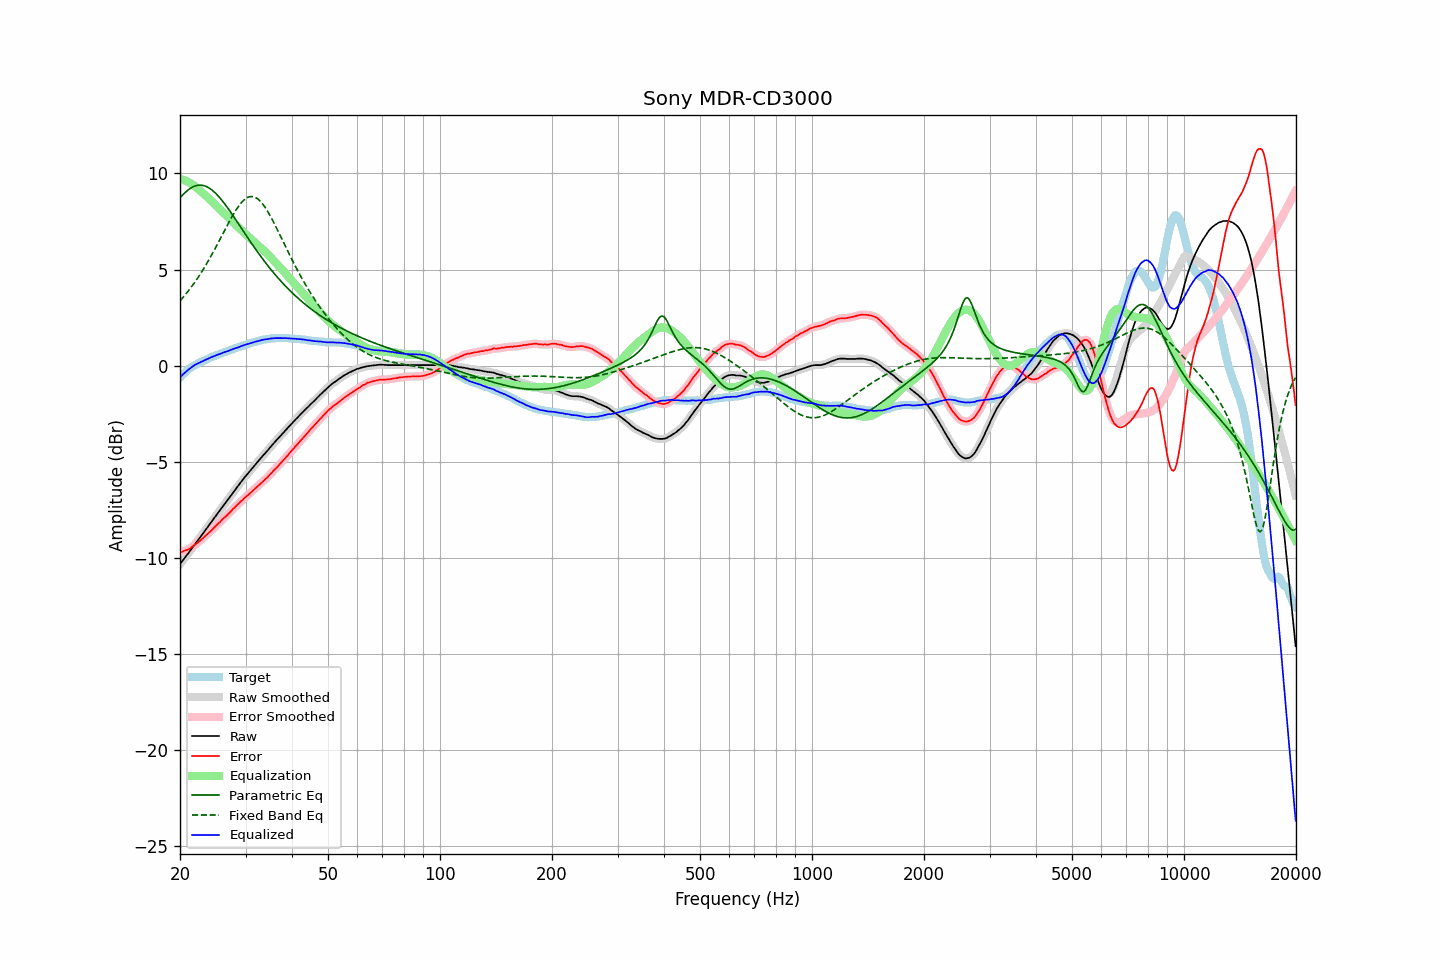 Sony MDR-CD3000
Amplitude (dBr)
10
5
0
−5
−10
−15
−20
−25
Target
Raw Smoothed
Error Smoothed
Raw
Error
Equalization
Parametric Eq
Fixed Band Eq
Equalized
20 50 100 200 500 1000 2000 5000 10000 20000
Frequency (Hz)